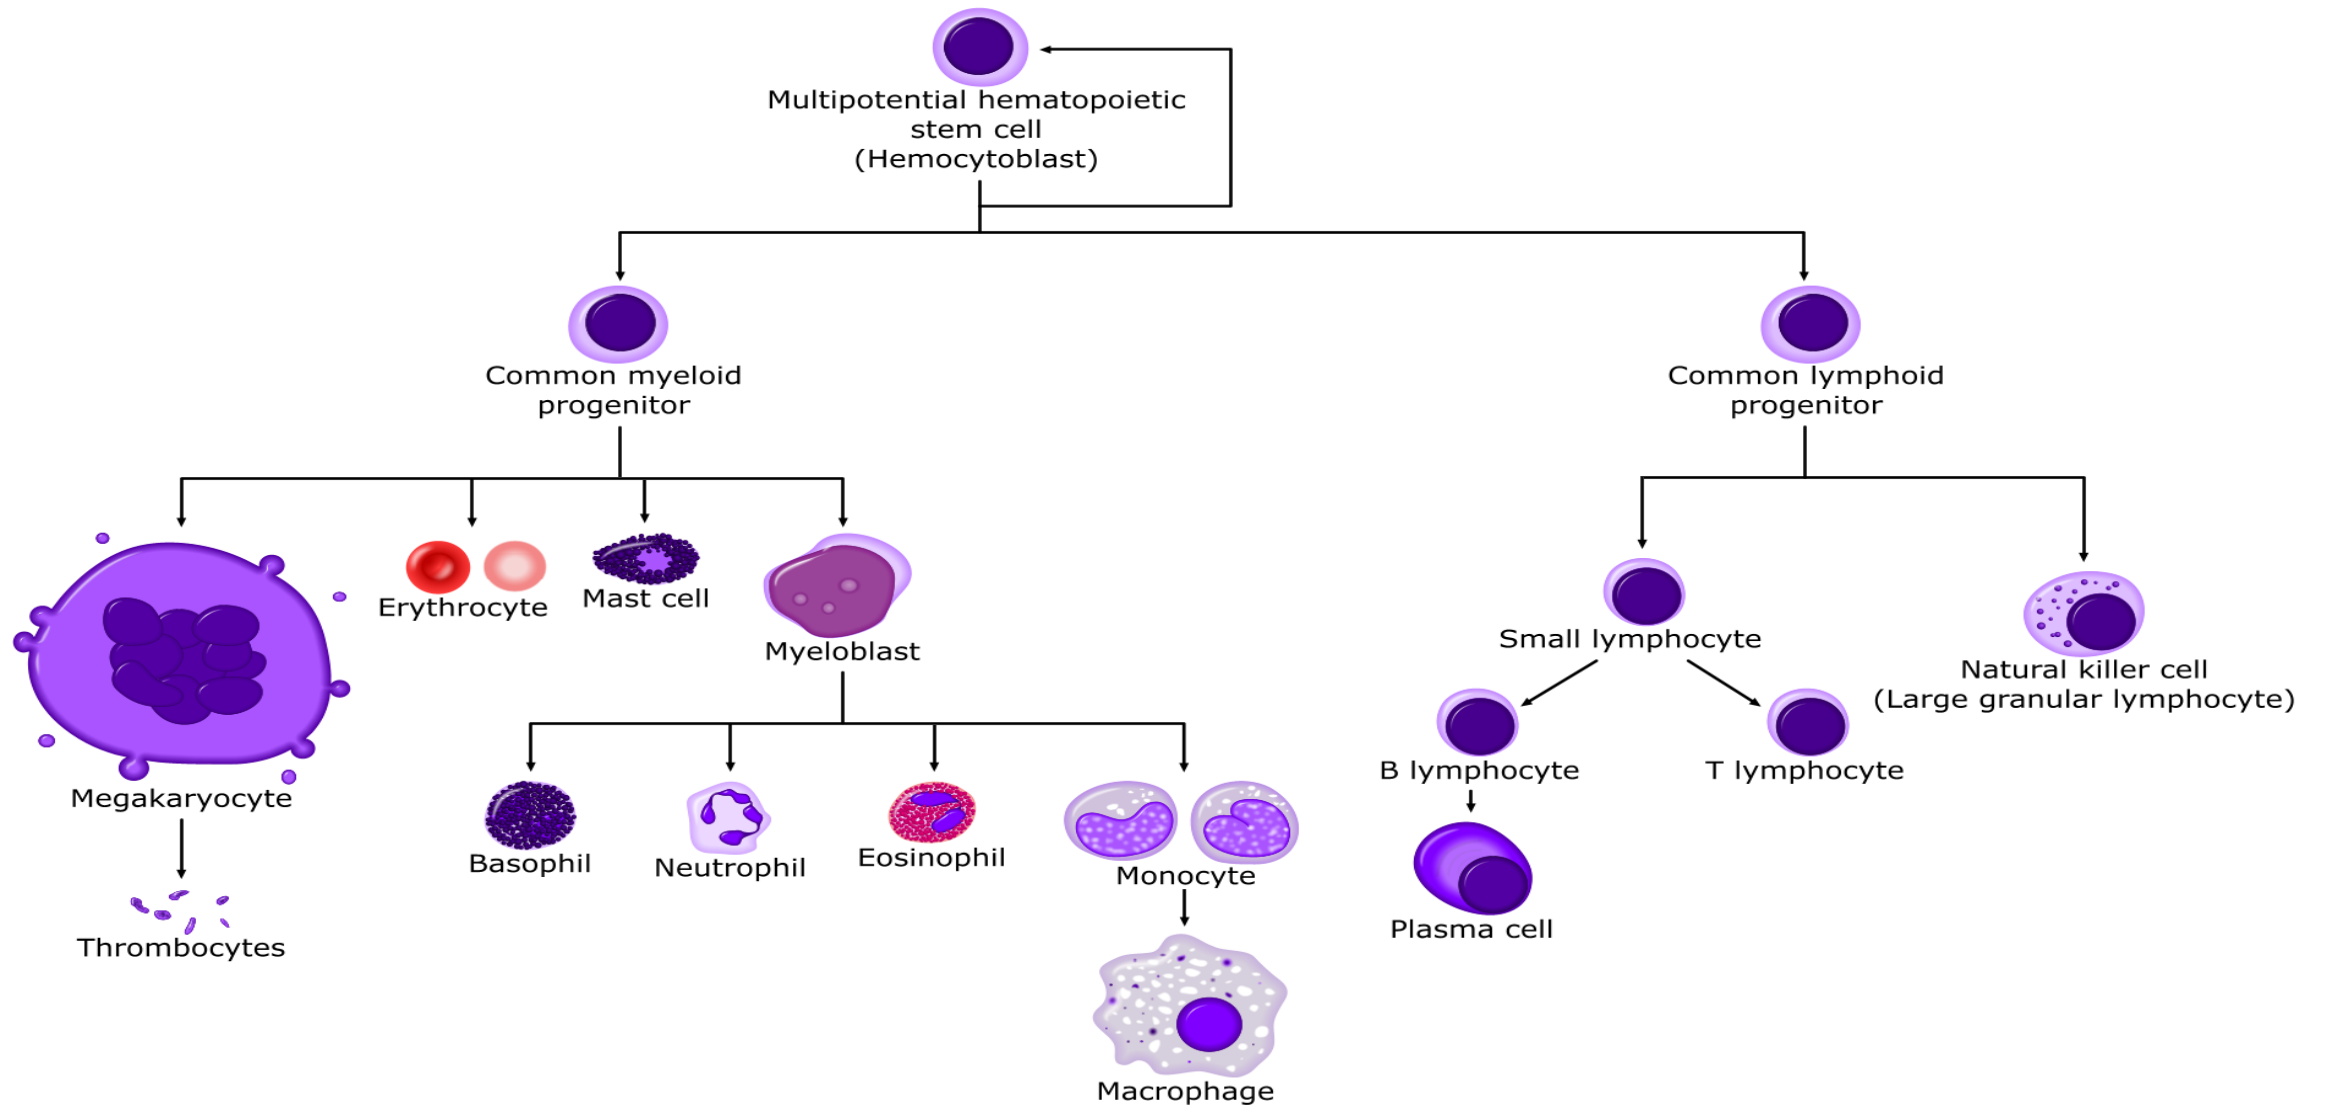 Multipotential hematopoietic
stem cell
(Hemocytoblast)
Common myeloid
progenitor
Common lymphoid
progenitor
Erythrocyte
Mast cell
Myeloblast
Small lymphocyte
Natural killer cell
(Large granular lymphocyte)
B lymphocyte
T lymphocyte
Megakaryocyte
Basophil
Neutrophil
Eosinophil
Monocyte
Plasma cell
Thrombocytes
Macrophage